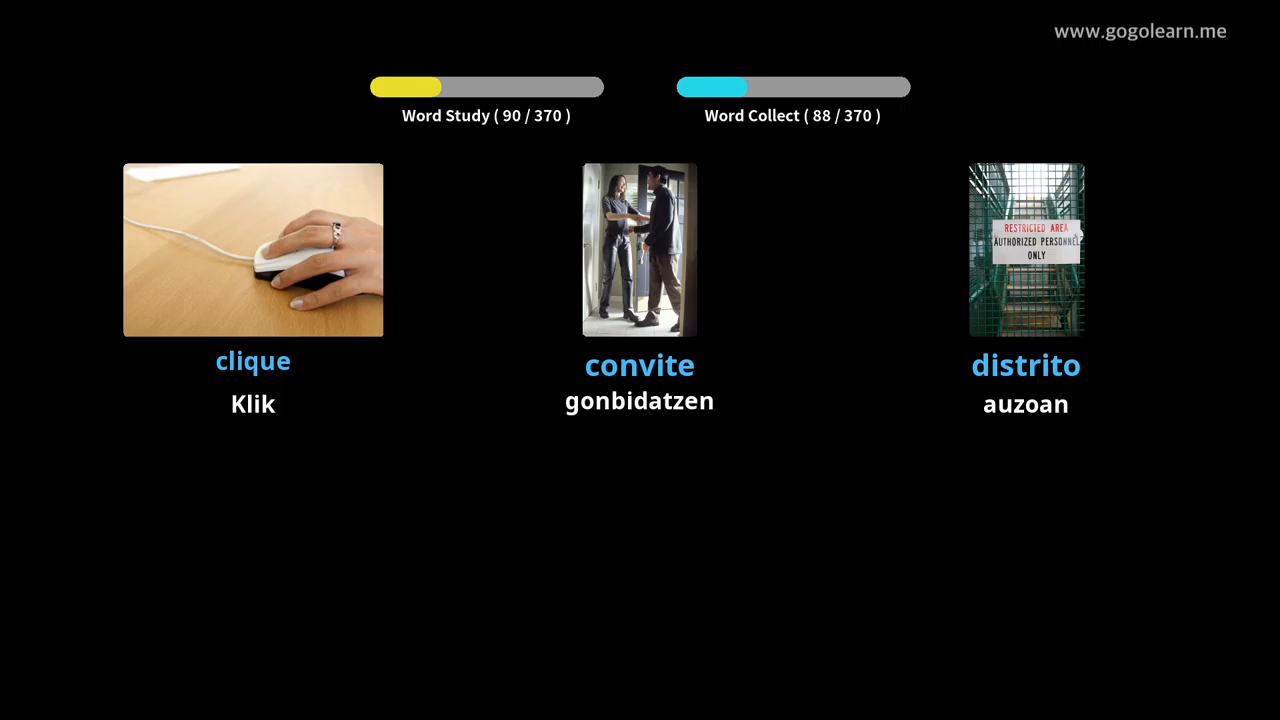 www.gogolearn.me
Word Study ( 90 / 370 )
Word Collect ( 88 / 370 )
RESTRICTED AREA
AUTHORIZED PERSONNEL
ONLY
clique
convite
distrito
Klik
gonbidatzen
auzoan